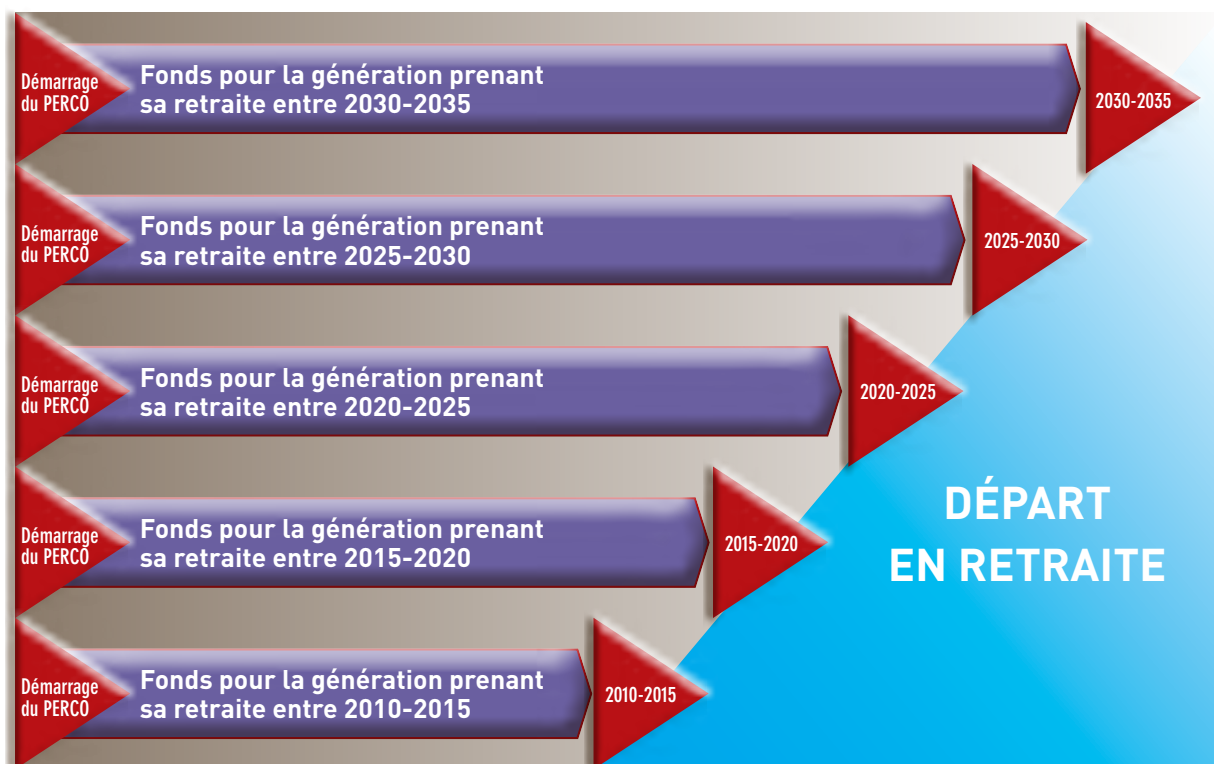 Démarrage
du PERCO
Fonds pour la génération prenant
sa retraite entre 2030-2035
2030-2035
Démarrage
du PERCO
Fonds pour la génération prenant
sa retraite entre 2025-2030
2025-2030
Démarrage
du PERCO
Fonds pour la génération prenant
sa retraite entre 2020-2025
2020-2025
Démarrage
du PERCO
Fonds pour la génération prenant
sa retraite entre 2015-2020
2015-2020
DÉPART
EN RETRAITE
Démarrage
du PERCO
Fonds pour la génération prenant
sa retraite entre 2010-2015
2010-2015